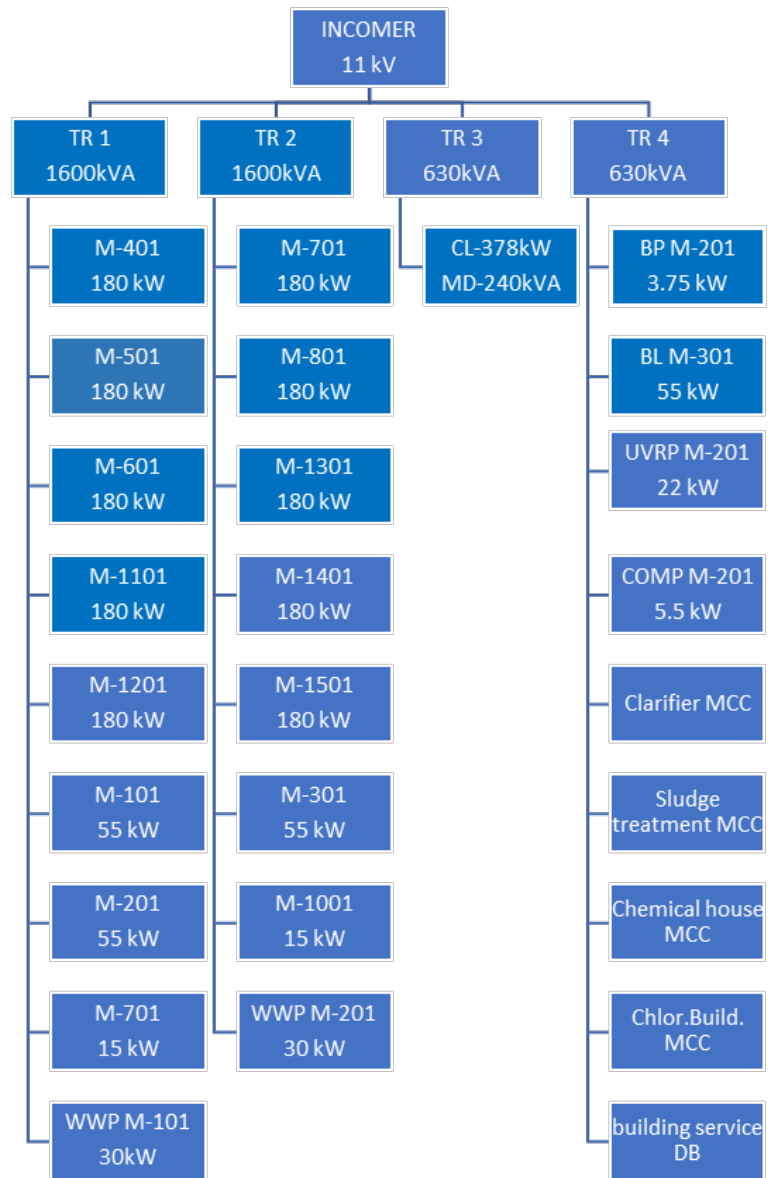 INCOMER
11 kV
TR 1
1600kVA
TR 2
1600kVA
TR 3
630kVA
TR 4
630kVA
M-401
180 kW
M-501
180 kW
M-601
180 kW
M-1101
180 kW
M-1201
180 kW
M-101
55 kW
M-201
55 kW
M-701
15 kW
WWP M-101
30kW
M-701
180 kW
M-801
180 kW
M-1301
180 kW
M-1401
180 kW
M-1501
180 kW
M-301
55 kW
M-1001
15 kW
WWP M-201
30 kW
CL-378kW
MD-240kVA
BP M-201
3.75 kW
BL M-301
55 kW
UVRP M-201
22 kW
COMP M-201
5.5 kW
Clarifier MCC
Sludge
treatment MCC
Chemical house
MCC
Chlor.Build.
MCC
building service
DB